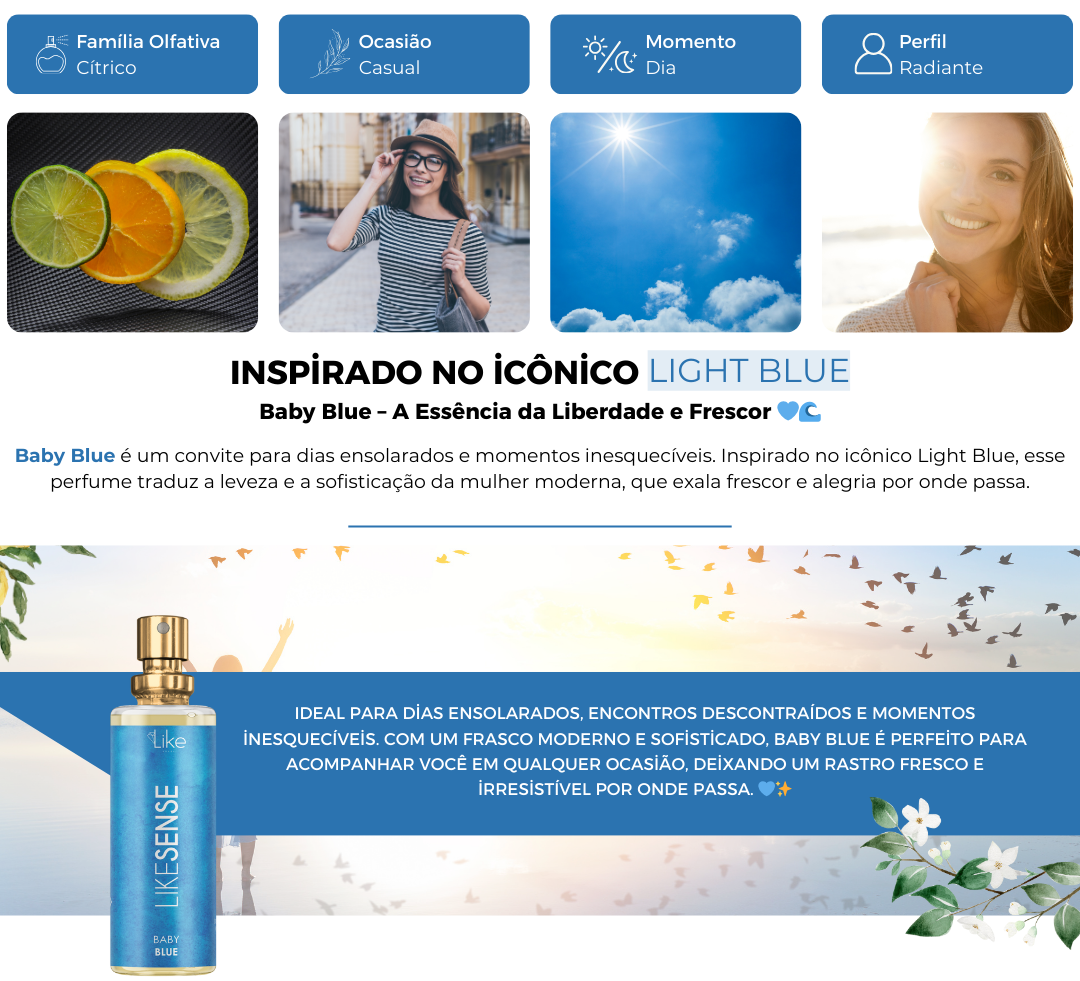 Família Olfativa
Cítrico
Ocasião
Casual
Momento
Dia
Perfil
Radiante
INSPİRADO NO İCÔNİCO LIGHT BLUE
Baby Blue – A Essência da Liberdade e Frescor 💙🌊
Baby Blue é um convite para dias ensolarados e momentos inesquecíveis. Inspirado no icônico Light Blue, esse
perfume traduz a leveza e a sofisticação da mulher moderna, que exala frescor e alegria por onde passa.
IDEAL PARA DİAS ENSOLARADOS, ENCONTROS DESCONTRAÍDOS E MOMENTOS
İNESQUECÍVEİS. COM UM FRASCO MODERNO E SOFİSTİCADO, BABY BLUE É PERFEİTO PARA
ACOMPANHAR VOCÊ EM QUALQUER OCASİÃO, DEİXANDO UM RASTRO FRESCO E
İRRESİSTÍVEL POR ONDE PASSA. 💙✨
Like
LIKESENSE
BABY
BLUE